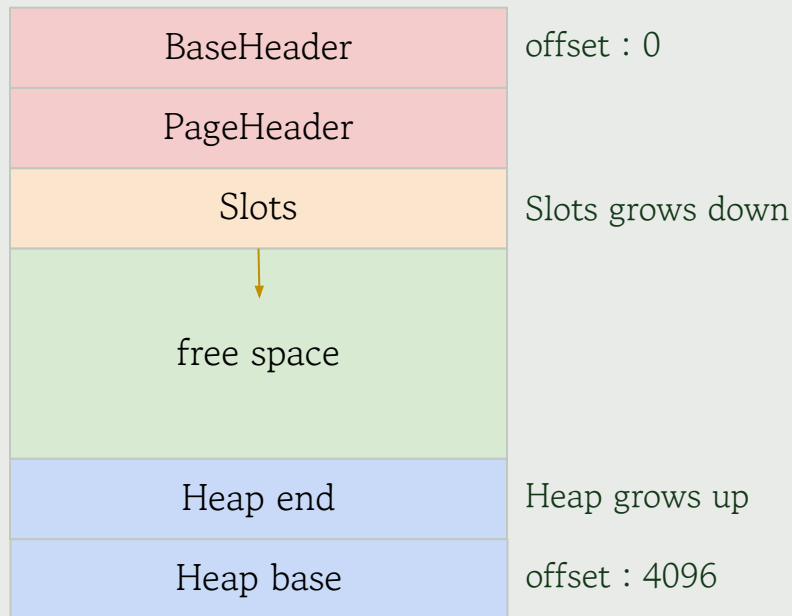 BaseHeader
offset : 0
PageHeader
Slots
Slots grows down
free space
Heap end
Heap grows up
Heap base
offset : 4096